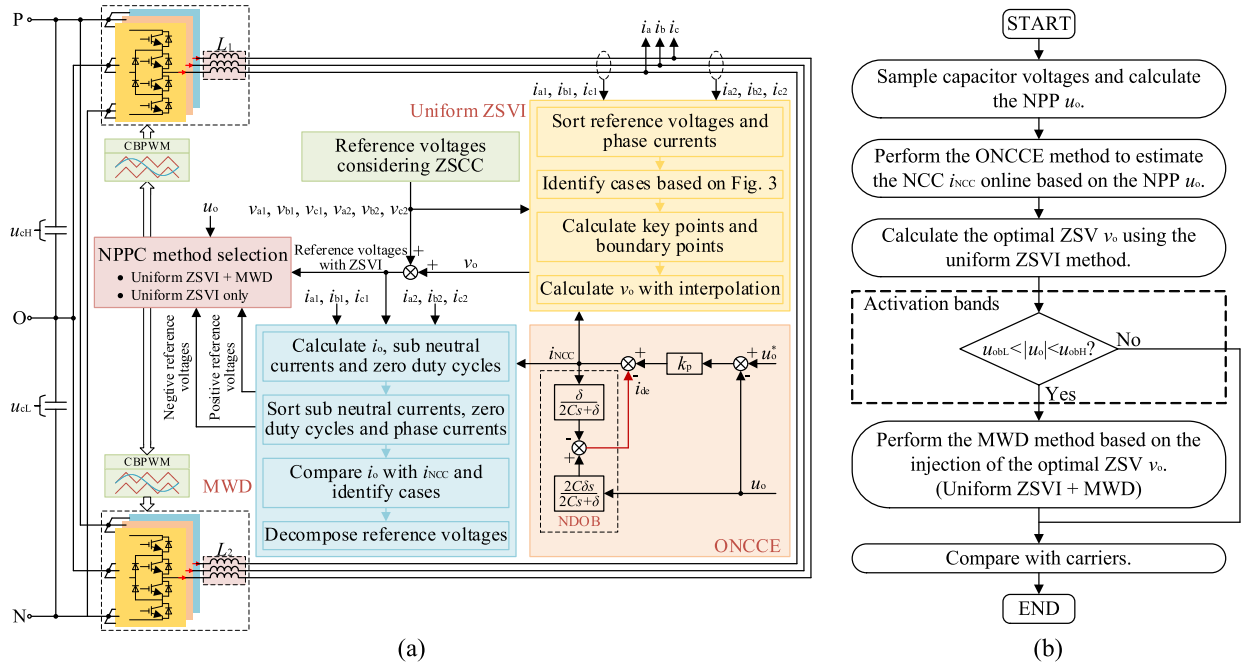 P
L1
CBPWM
ucH
O
ucL
CBPWM
N
L2
ia ib ic
ia1, ib1, ic1
ia2, ib2, ic2
Uniform ZSVI
Sort reference voltages and
phase currents
Identify cases based on Fig. 3
Calculate key points and
boundary points
Calculate vo with interpolation
Reference voltages
considering ZSCC
va1, vb1, vc1, va2, vb2, vc2
uo
NPPC method selection
• Uniform ZSVI + MWD
• Uniform ZSVI only
Reference voltages
with ZSVI
+
+
vo
ia1, ib1, ic1
ia2, ib2, ic2
Negtive reference
voltages
Positive reference
voltages
Calculate io, sub neutral
currents and zero duty cycles
Sort sub neutral currents, zero
duty cycles and phase currents
Compare io with iNCC and
identify cases
Decompose reference voltages
MWD
iNCC
+
-
ide
kp
+
-
uo*
δ
2Cs+δ
-
+
2Cδs
2Cs+δ
NDOB
uo
ONCCE
(a)
START
Sample capacitor voltages and calculate
the NPP uo.
Perform the ONCCE method to estimate
the NCC iNCC online based on the NPP uo.
Calculate the optimal ZSV vo using the
uniform ZSVI method.
Activation bands
uobL<|uo|<uobH?
No
Yes
Perform the MWD method based on the
injection of the optimal ZSV vo.
(Uniform ZSVI + MWD)
Compare with carriers.
END
(b)